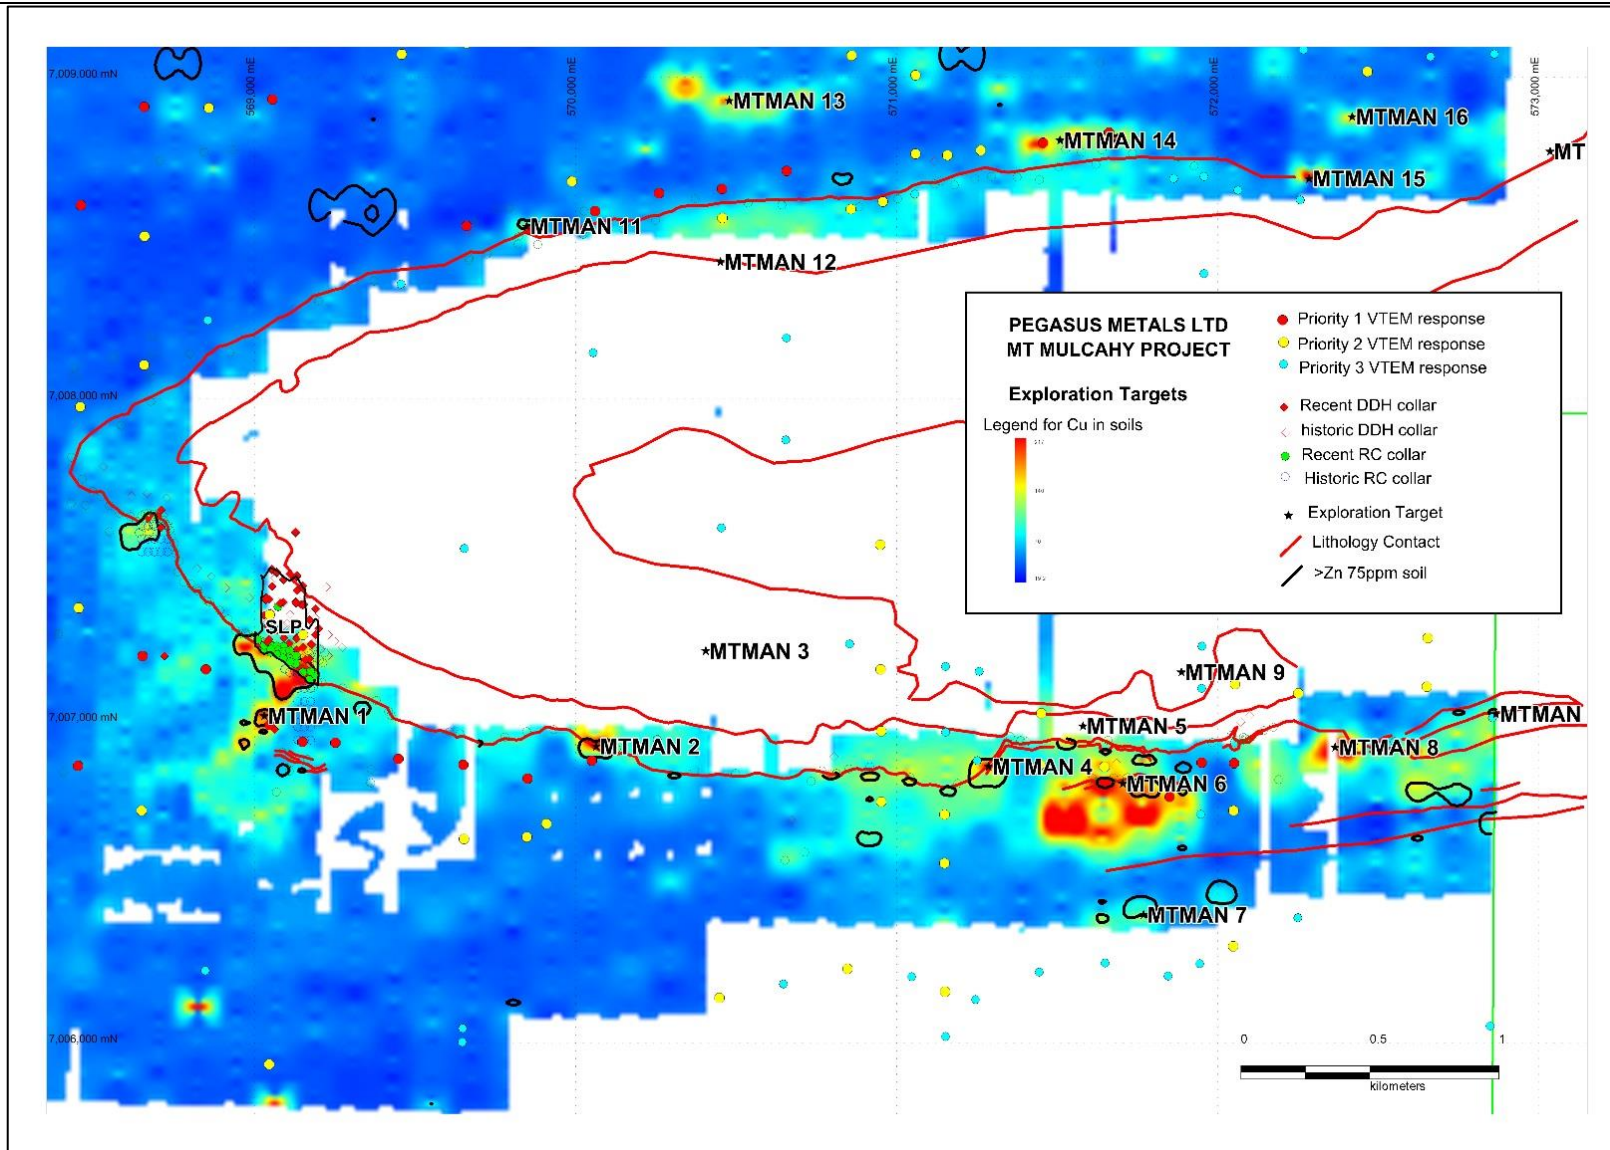 7,009,000 mN
569,000 mE
570,000 mE
571,000 mE
572,000 mE
573,000 mE
MTMAN 13
MTMAN 16
MTMAN 14
MT
MTMAN 15
MTMAN 11
MTMAN 12
PEGASUS METALS LTD
MT MULCAHY PROJECT
Exploration Targets
Legend for Cu in soils
Priority 1 VTEM response
Priority 2 VTEM response
Priority 3 VTEM response
Recent DDH collar
historic DDH collar
Recent RC collar
Historic RC collar
Exploration Target
Lithology Contact
>Zn 75ppm soil
7,008,000 mN
SLP
MTMAN 3
MTMAN 9
7,007,000 mN
MTMAN 1
MTMAN 5
MTMAN
MTMAN 2
MTMAN 8
MTMAN 4
MTMAN 6
MTMAN 7
7,006,000 mN
0 0.5 1
kilometers